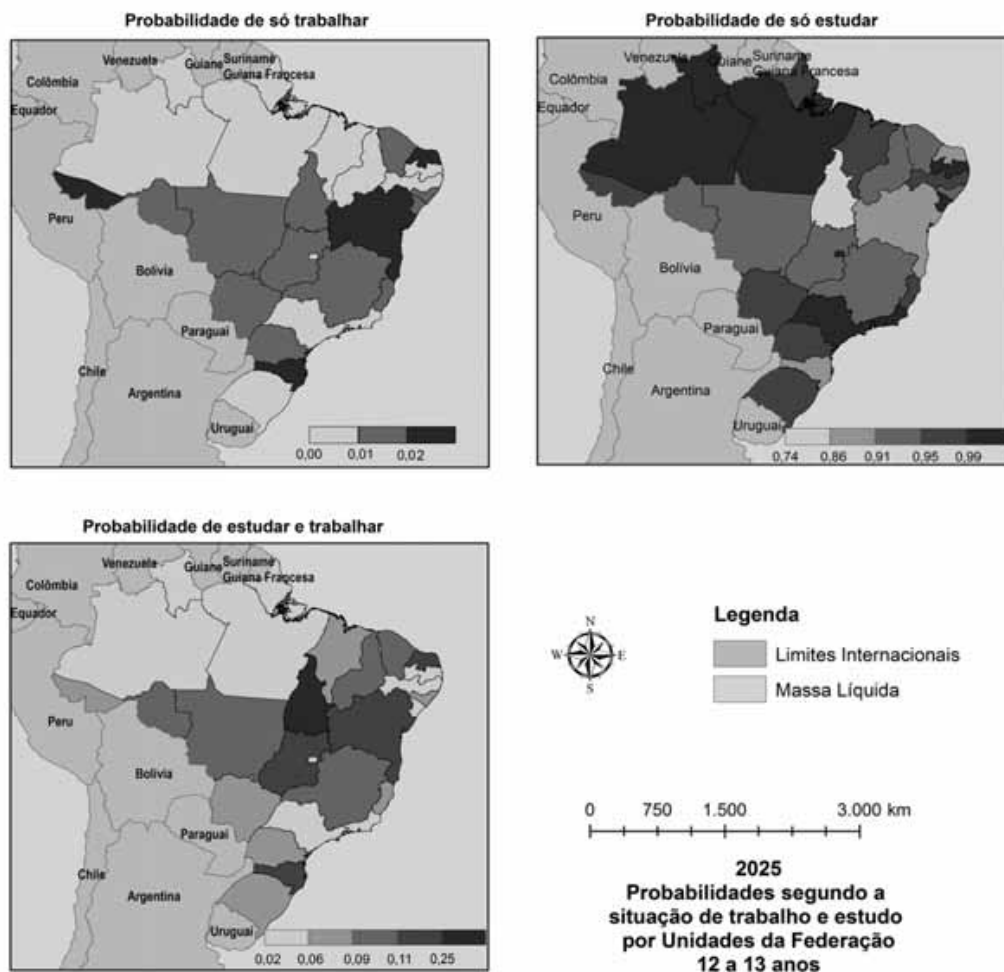 Probabilidade de só trabalhar
Venezuela
Guiane
Suriname
Guiana Francesa
Colômbia
Equador
Peru
Bolívia
Paraguai
Chile
Argentina
Uruguai
0,00 0,01 0,02
Probabilidade de só estudar
Venezuela
Guiane
Suriname
Guiana Francesa
Colômbia
Equador
Peru
Bolívia
Paraguai
Chile
Argentina
Uruguai
0,74 0,86 0,91 0,95 0,99
Probabilidade de estudar e trabalhar
Venezuela
Guiane
Suriname
Guiana Francesa
Colômbia
Equador
Peru
Bolívia
Paraguai
Chile
Argentina
Uruguai
0,02 0,06 0,09 0,11 0,25
N
W E
S
Legenda
Limites Internacionais
Massa Líquida
0 750 1.500 3.000 km
2025
Probabilidades segundo a
situação de trabalho e estudo
por Unidades da Federação
12 a 13 anos